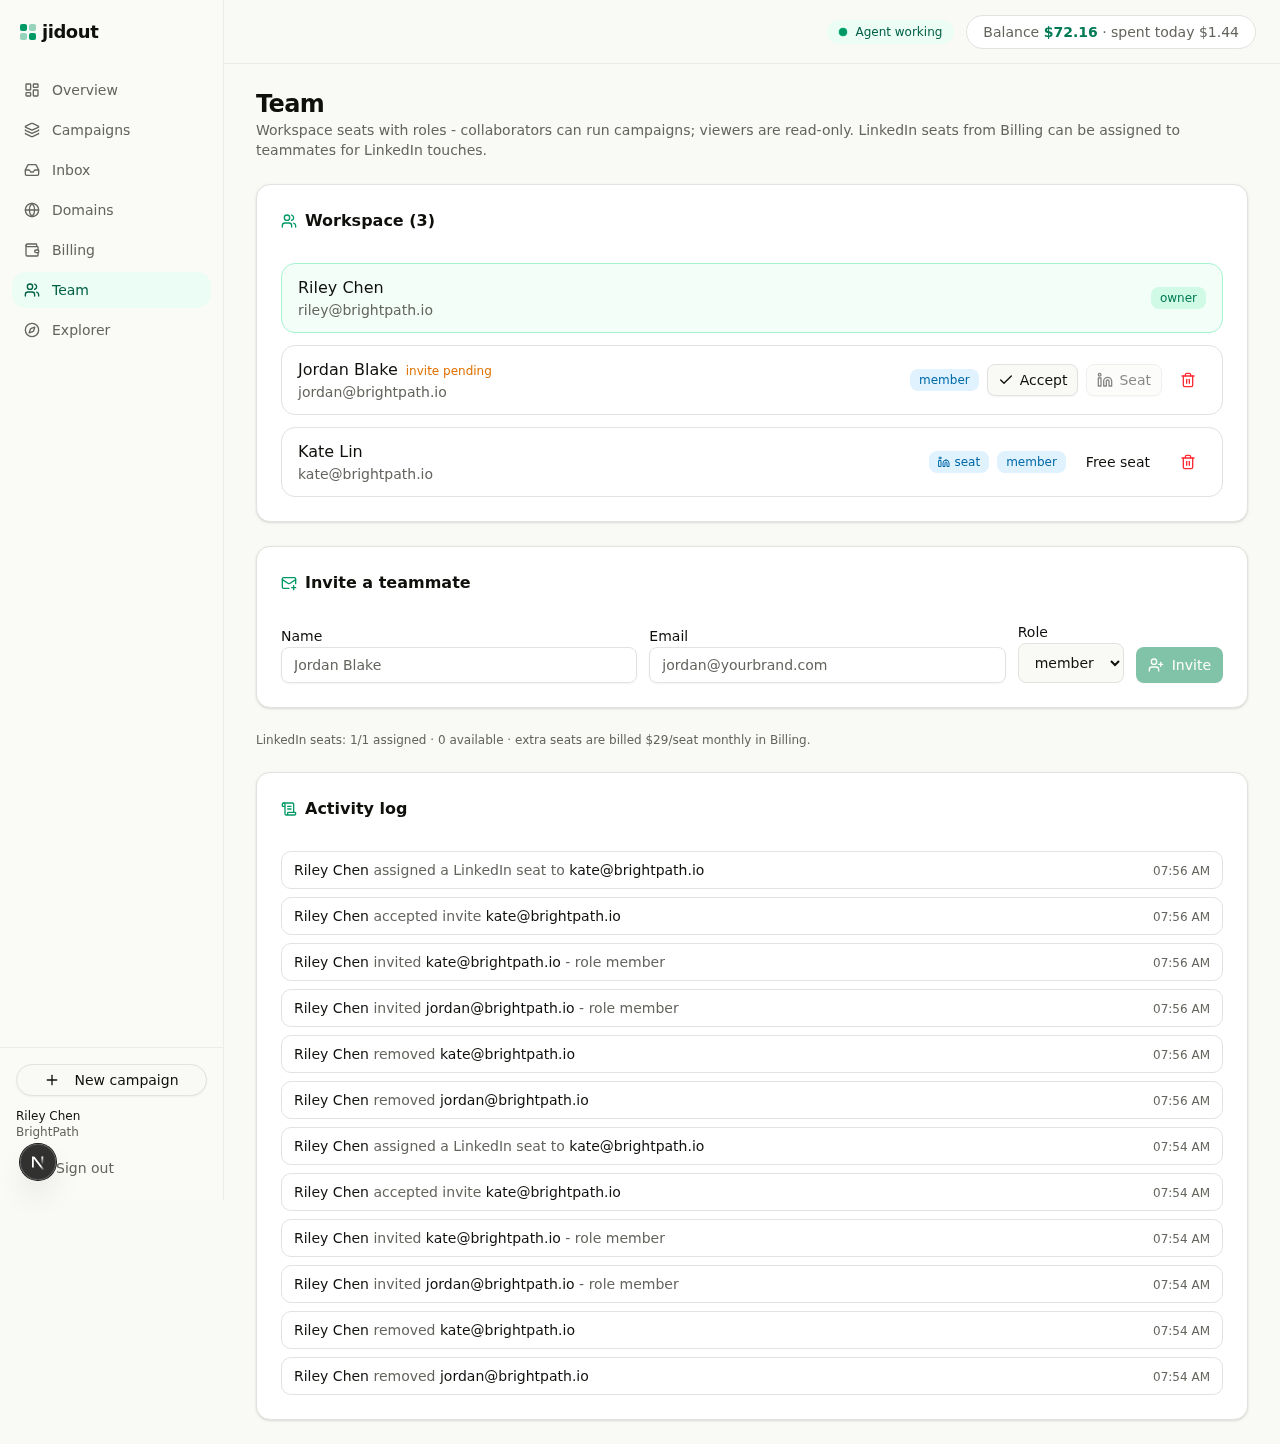 jidout
Agent working
Balance $72.16 · spent today $1.44
Overview
Campaigns
Inbox
Domains
Billing
Team
Explorer
Team
Workspace seats with roles - collaborators can run campaigns; viewers are read-only. LinkedIn seats from Billing can be assigned to
teammates for LinkedIn touches.
Workspace (3)
Riley Chen
riley@brightpath.io
owner
Jordan Blake invite pending
jordan@brightpath.io
member Accept Seat
Kate Lin
kate@brightpath.io
seat member Free seat
Invite a teammate
Name
Jordan Blake
Email
jordan@yourbrand.com
Role
member
Invite
LinkedIn seats: 1/1 assigned · 0 available · extra seats are billed $29/seat monthly in Billing.
Activity log
Riley Chen assigned a LinkedIn seat to kate@brightpath.io 07:56 AM
Riley Chen accepted invite kate@brightpath.io 07:56 AM
Riley Chen invited kate@brightpath.io - role member 07:56 AM
Riley Chen invited jordan@brightpath.io - role member 07:56 AM
Riley Chen removed kate@brightpath.io 07:56 AM
Riley Chen removed jordan@brightpath.io 07:56 AM
Riley Chen assigned a LinkedIn seat to kate@brightpath.io 07:54 AM
Riley Chen accepted invite kate@brightpath.io 07:54 AM
Riley Chen invited kate@brightpath.io - role member 07:54 AM
Riley Chen invited jordan@brightpath.io - role member 07:54 AM
Riley Chen removed kate@brightpath.io 07:54 AM
Riley Chen removed jordan@brightpath.io 07:54 AM
New campaign
Riley Chen
BrightPath
N
Sign out